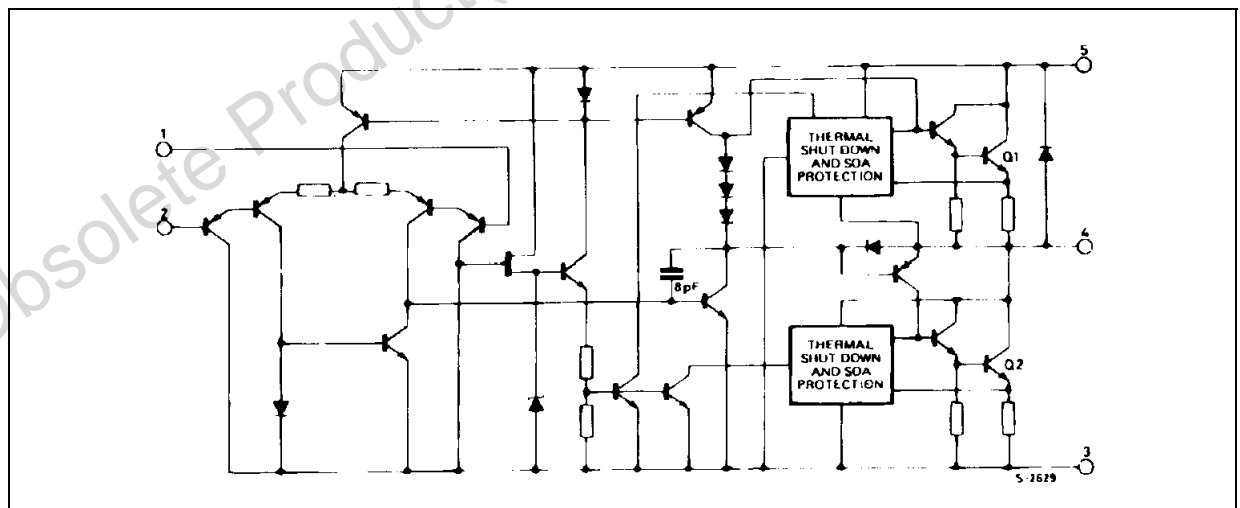 Obsolete Product(
5
1
THERMAL
SHUT DOWN
AND SOA
PROTECTION
Q1
2
4
8pF
THERMAL
SHUT DOWN
AND SOA
PROTECTION
Q2
3
S-2629